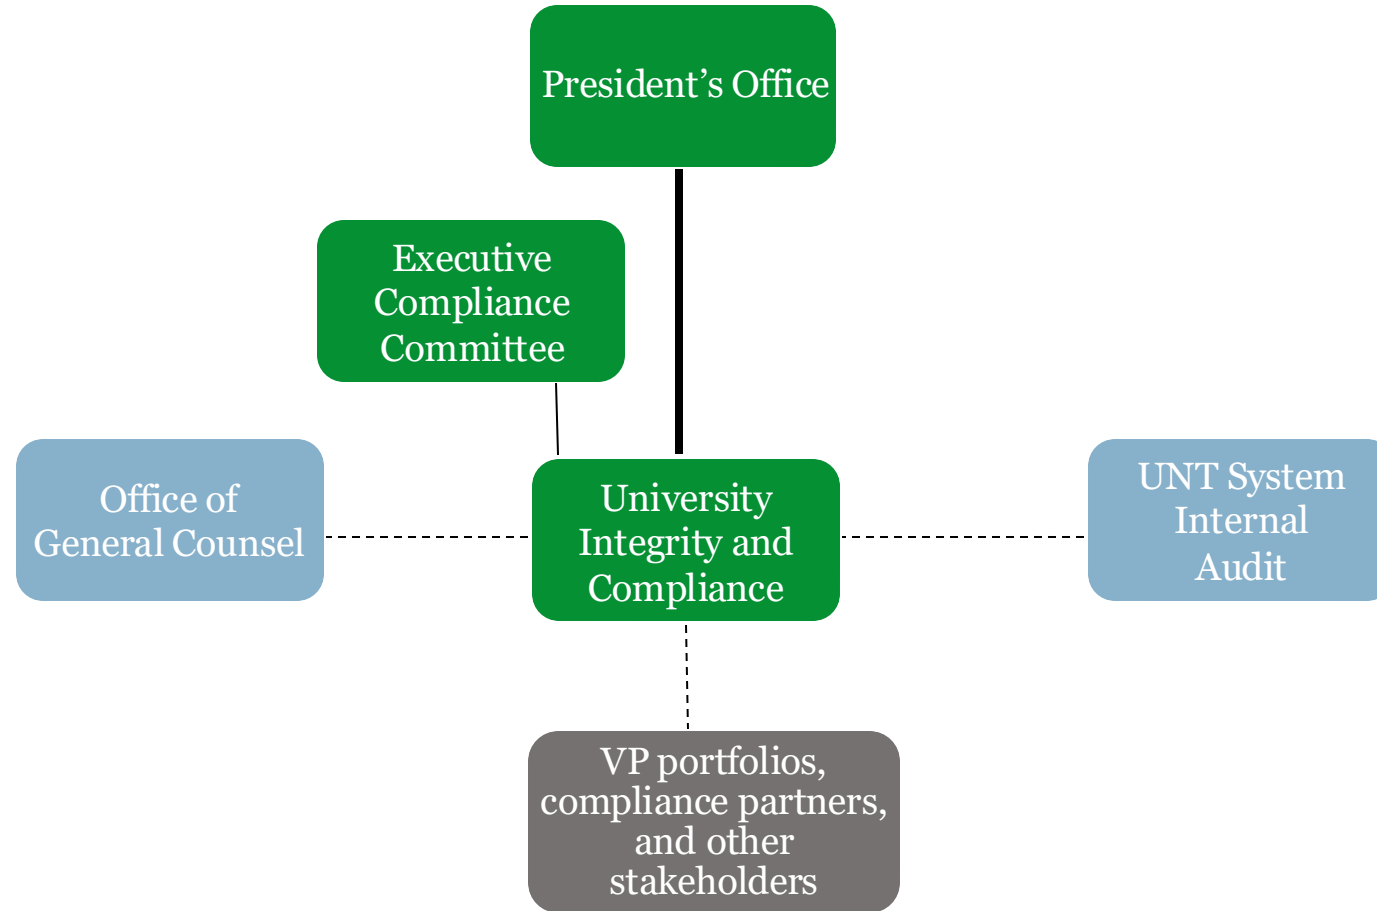 President’s Office
Executive
Compliance
Committee
Office of
General Counsel
University
Integrity and
Compliance
UNT System
Internal
Audit
VP portfolios,
compliance partners,
and other
stakeholders